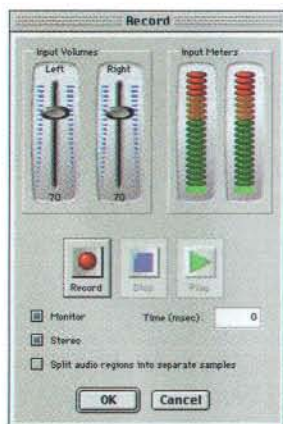 Record
Input Volumes
Input Meters
Left Right
70 70
Record Stop Play
Monitor Time (msec): 0
Stereo
Split audio regions into separate samples
OK Cancel